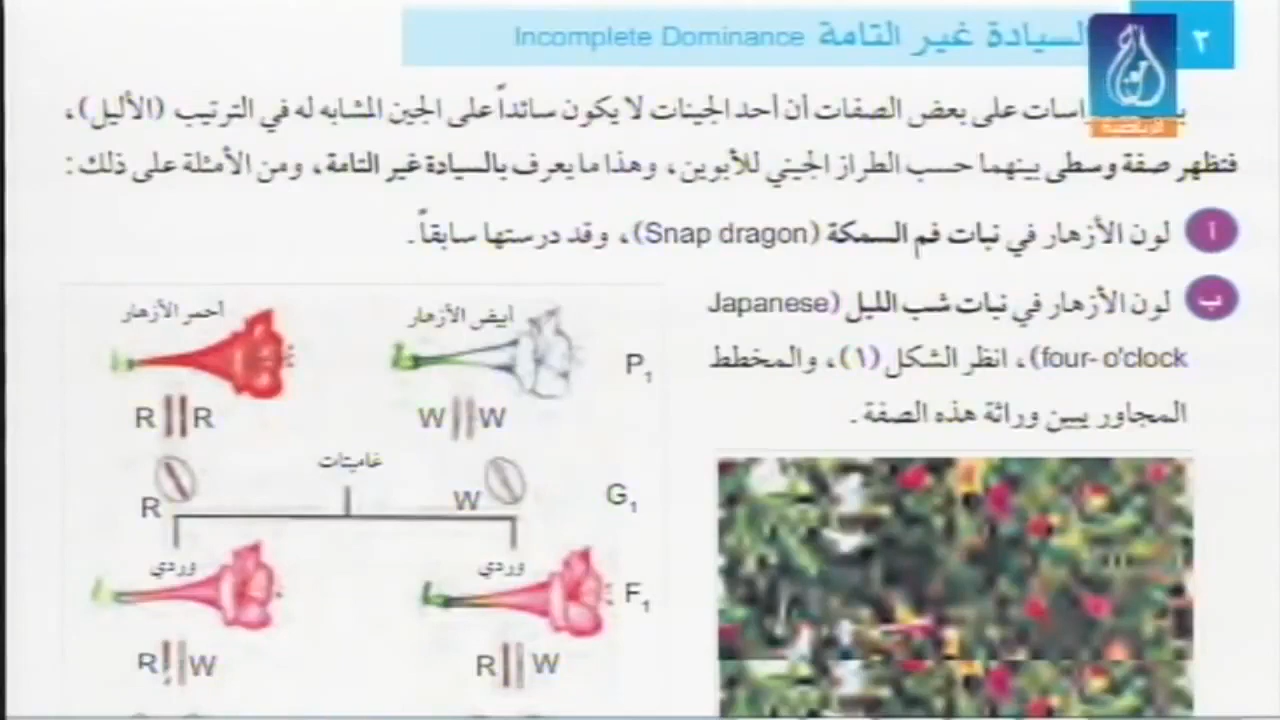 ٢ السيادة غير التامة Incomplete Dominance
اسات على بعض الصفات أن أحد الجينات لا يكون سائداً على الجين المشابه له في الترتيب (الأليل)،
فتظهر صفة وسطى بينهما حسب الطراز الجيني للأبوين، وهذا ما يعرف بالسيادة غير التامة، ومن الأمثلة على ذلك:
أ لون الأزهار في نبات فم السمكة (Snap dragon)، وقد درستها سابقاً.
ب لون الأزهار في نبات شب الليل (Japanese
four- o'clock)، انظر الشكل (١)، والمخطط
المجاور يبين وراثة هذه الصفة.
أحمر الأزهار أبيض الأزهار
P1
R R W W
غاميتات
R W G1
وردي وردي
F1
R W R W